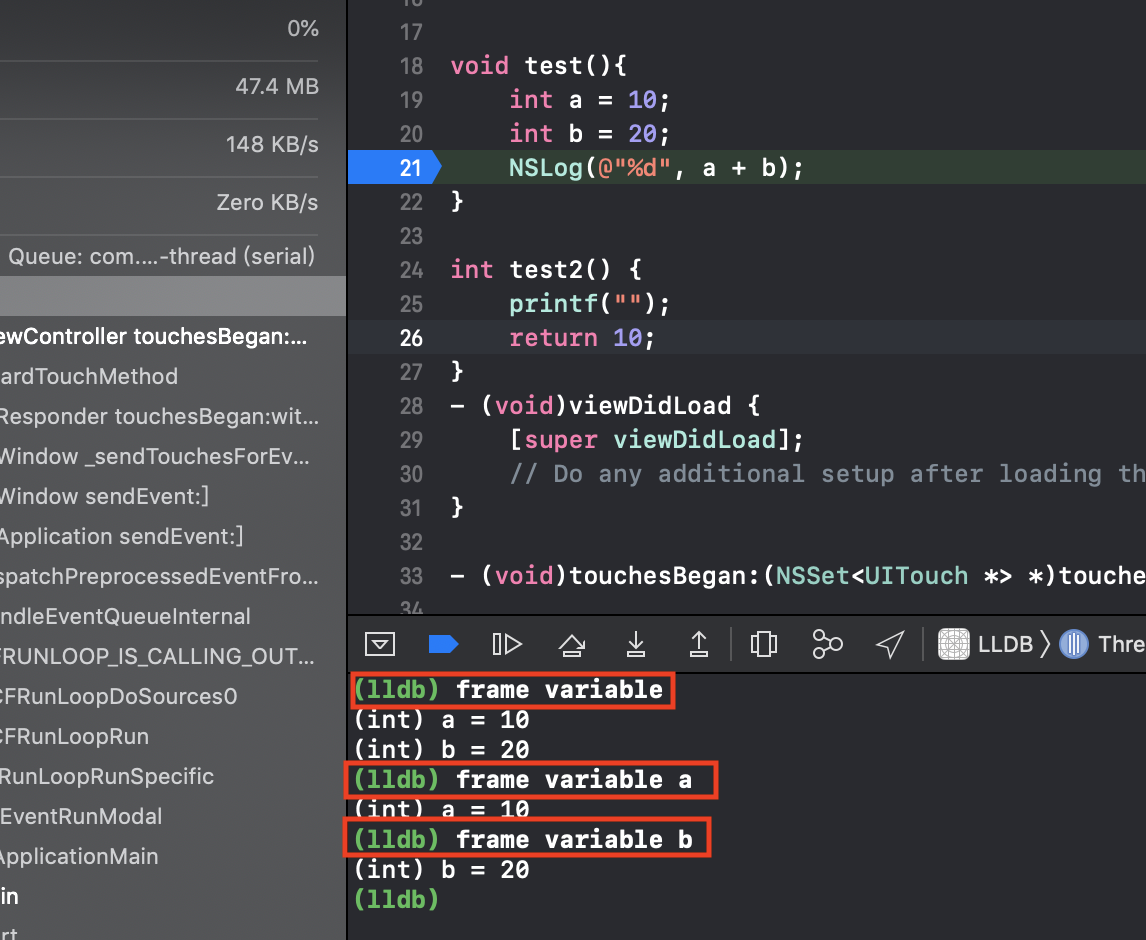 0%
47.4 MB
148 KB/s
Zero KB/s
Queue: com....-thread (serial)
ewController touchesBegan:...
ardTouchMethod
Responder touchesBegan:wit...
Window _sendTouchesForEv...
Window sendEvent:]
Application sendEvent:]
spatchPreprocessedEventFro...
ndleEventQueueInternal
FRUNLOOP_IS_CALLING_OUT...
CFRunLoopDoSources0
CFRunLoopRun
RunLoopRunSpecific
EventRunModal
ApplicationMain
in
rt
16
17
18 void test(){
19 int a = 10;
20 int b = 20;
21 NSLog(@"%d", a + b);
22 }
23
24 int test2() {
25 printf("");
26 return 10;
27 }
28 - (void)viewDidLoad {
29 [super viewDidLoad];
30 // Do any additional setup after loading th
31 }
32
33 - (void)touchesBegan:(NSSet<UITouch *> *)touche
34
LLDB 〉 Thre
(lldb) frame variable
(int) a = 10
(int) b = 20
(lldb) frame variable a
(int) a = 10
(lldb) frame variable b
(int) b = 20
(lldb)